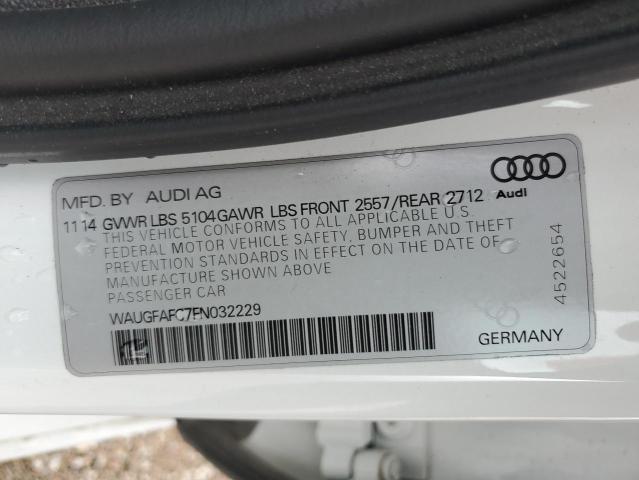 MFD. BY AUDI AG
Audi
11 14 GVWR LBS 5104 GAWR LBS FRONT 2557/REAR 2712
THIS VEHICLE CONFORMS TO ALL APPLICABLE U.S.
FEDERAL MOTOR VEHICLE SAFETY, BUMPER AND THEFT
PREVENTION STANDARDS IN EFFECT ON THE DATE OF
MANUFACTURE SHOWN ABOVE
PASSENGER CAR
WAUGFAFC7FN032229
GERMANY
4522654